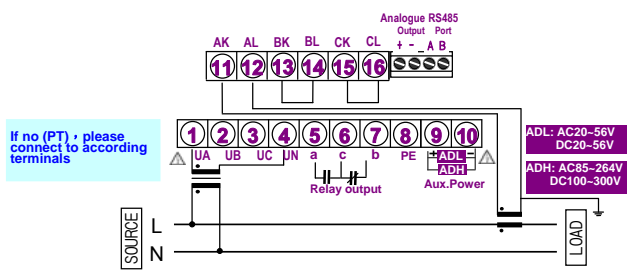 Analogue RS485
Output Port
+ - _ A B
AK AL BK BL CK CL
11 12 13 14 15 16
If no (PT)，please
connect to according
terminals
1 2 3 4 5 6 7 8 9 10
UA UB UC UN a c b PE + ADL -
ADH
Relay output
Aux.Power
ADL: AC20~56V
DC20~56V
ADH: AC85~264V
DC100~300V
SOURCE
L
N
LOAD